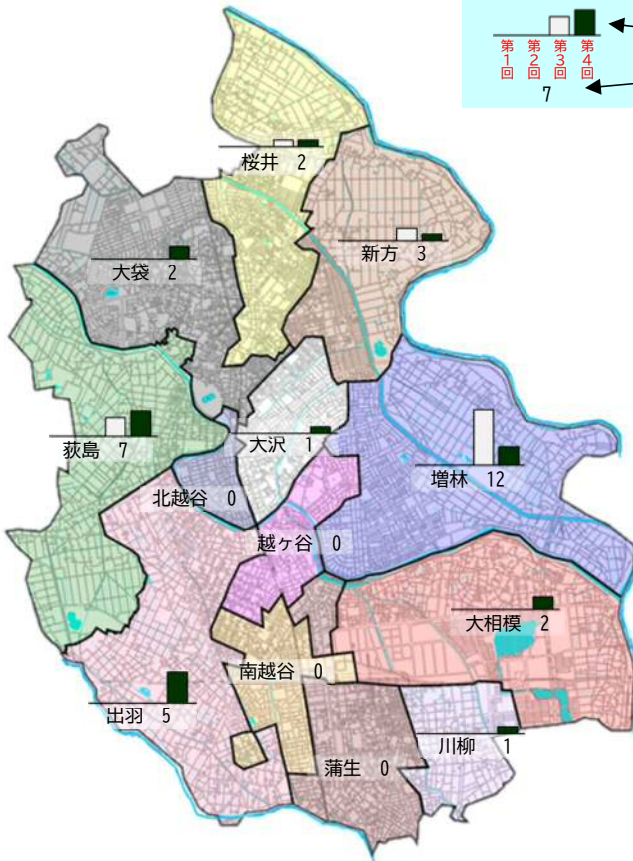 第1回 第2回 第3回 第4回
7
桜井 2
新方 3
大袋 2
荻島 7
大沢 1
増林 12
北越谷 0
越ヶ谷 0
大相模 2
南越谷 0
出羽 5
川柳 1
蒲生 0